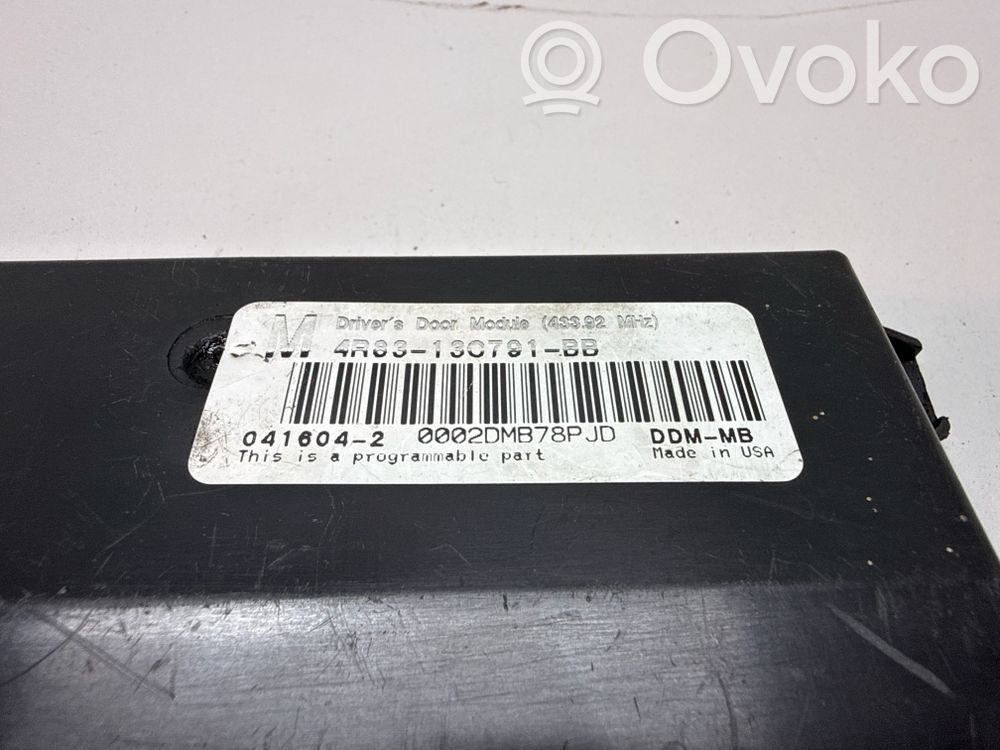 Ovoko
M
Driver's Door Module (433.92 MHz)
4R83-13C791-BB
041604-2 0002DMB78PJD DDM-MB
This is a programmable part Made in USA